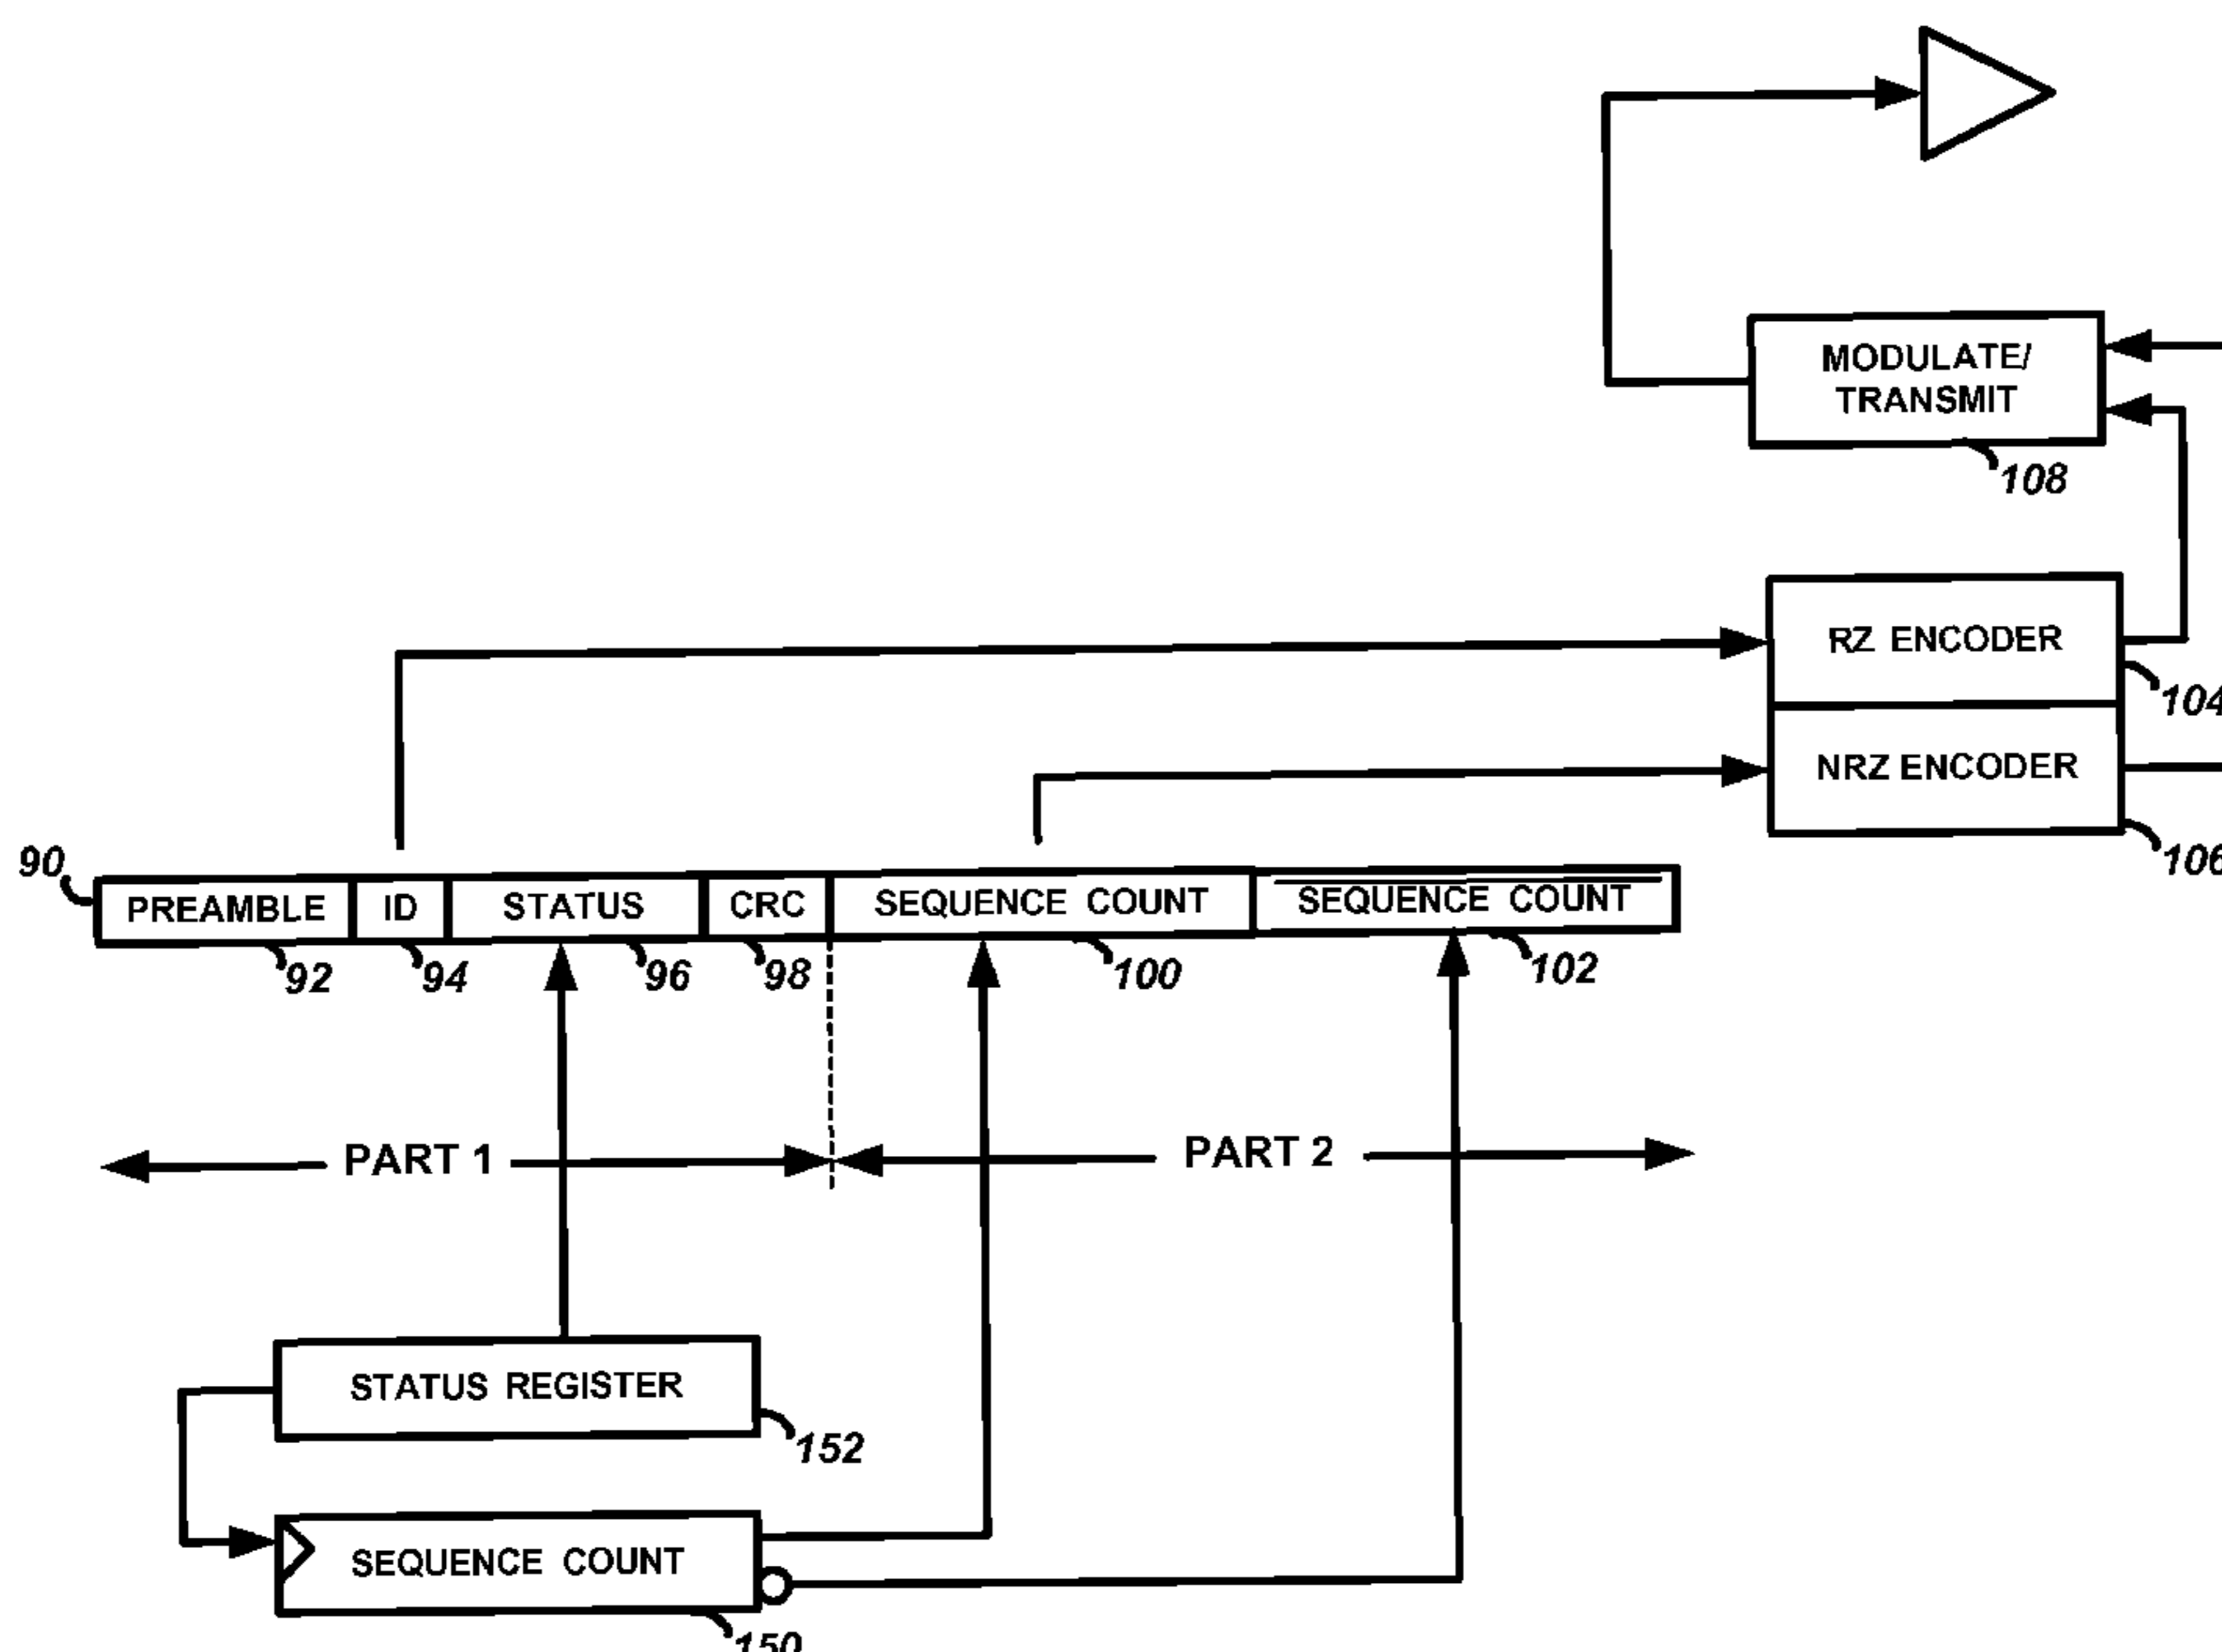 MODULATE/
TRANSMIT
108
RZ ENCODER
104
NRZ ENCODER
106
90
PREAMBLE ID STATUS CRC SEQUENCE COUNT SEQUENCE COUNT
92 94 96 98 100 102
PART 1 PART 2
STATUS REGISTER
152
SEQUENCE COUNT
150